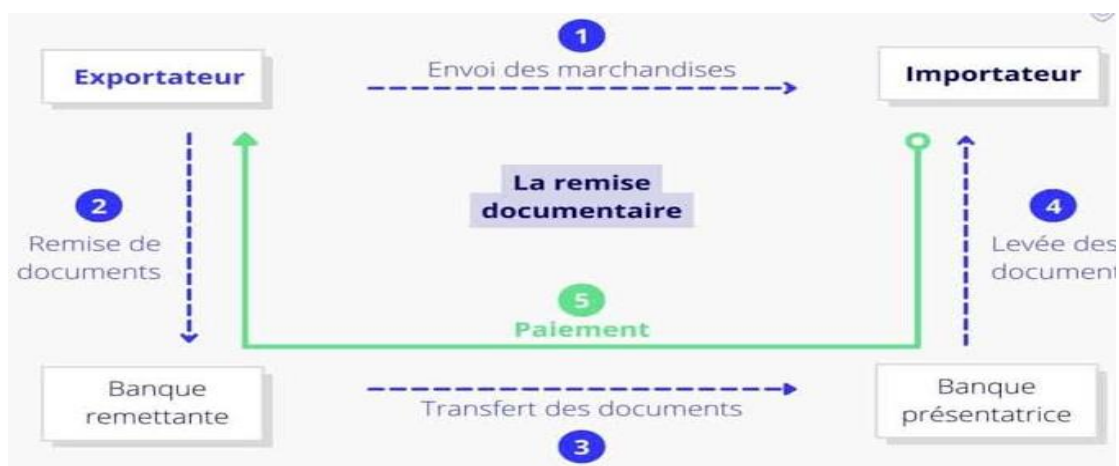 1
Envoi des marchandises
Exportateur
Importateur
La remise
documentaire
2
Remise de
documents
4
Levée des
document
5
Paiement
Banque
remettante
Transfert des documents
3
Banque
présentatrice